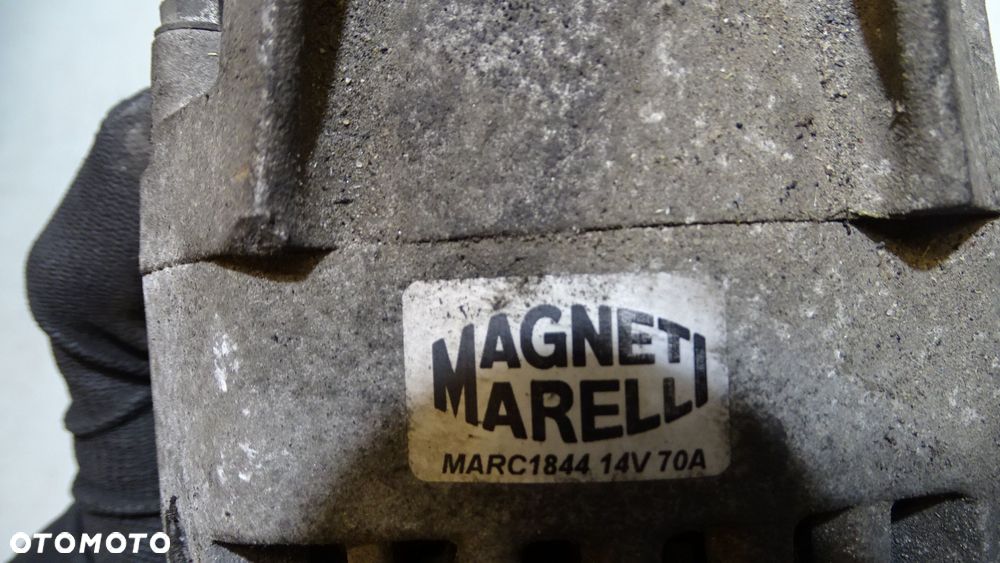 MAGNETI
MARELLI
MARC1844 14V 70A
OTOMOTO